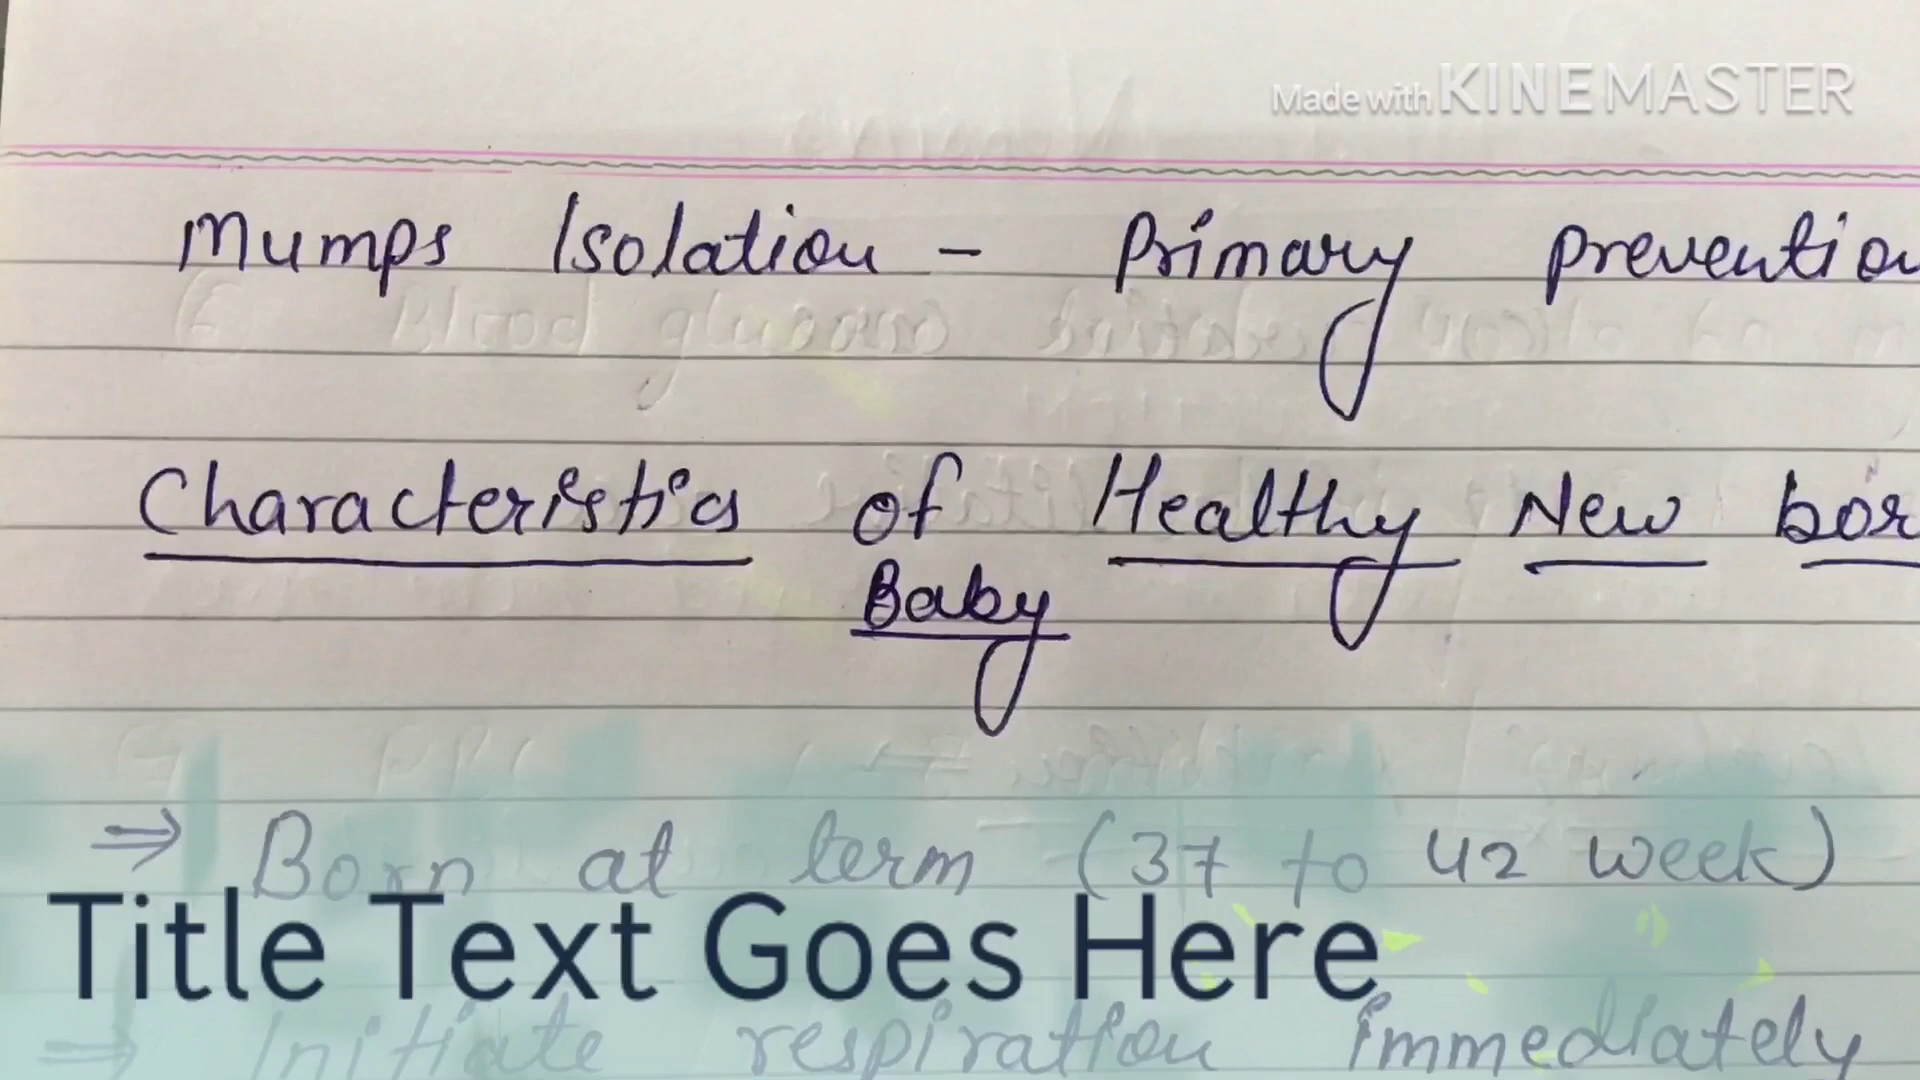 Made with KINEMASTER
Mumps Isolation - Primary prevention
Characteristics of Healthy New bor
Baby
⇒ Born at term (37 to 42 week)
Title Text Goes Here
⇒ Initiate respiration immediately